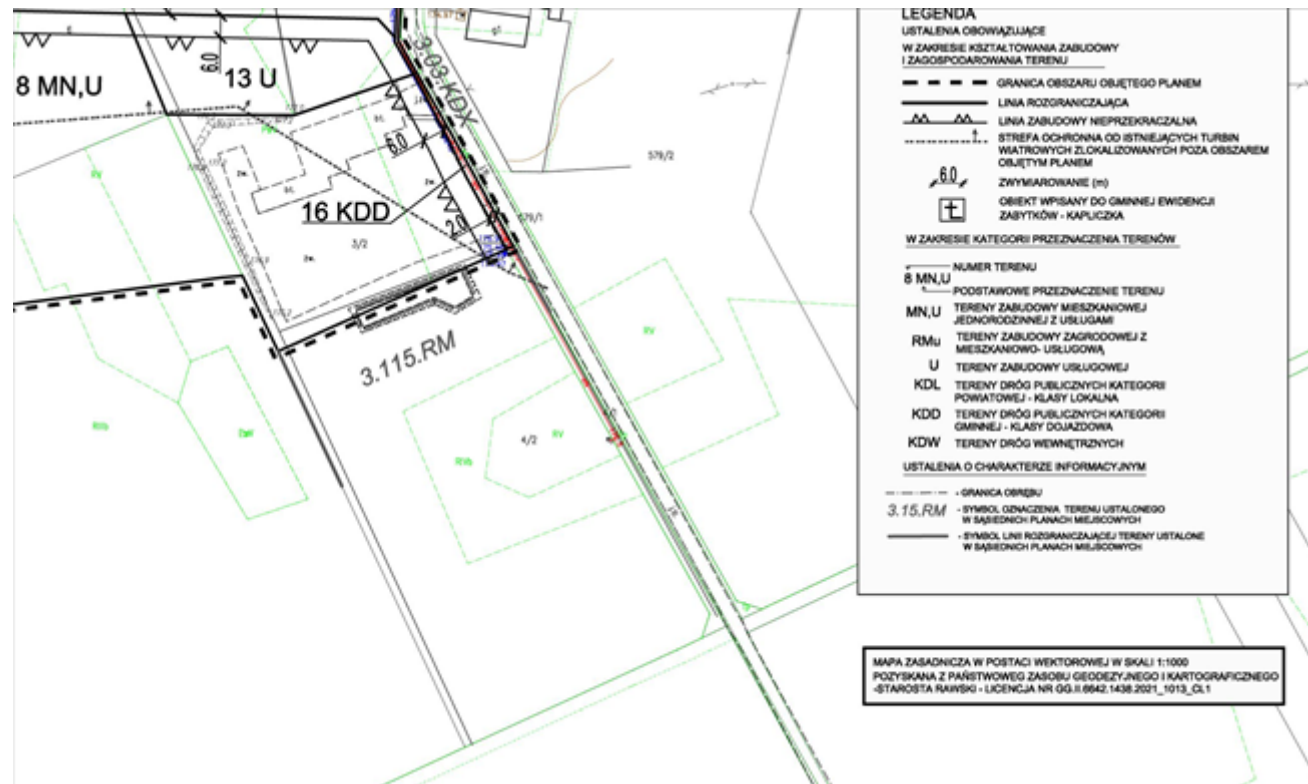 8 MN,U
6.0
13 U
3.03.KDX
6.0
16 KDD
2.0
3/2
579/1
579/2
3.115.RM
RV
RV
RV
4/2
LEGENDA
USTALENIA OBOWIĄZUJĄCE
W ZAKRESIE KSZTAŁTOWANIA ZABUDOWY
I ZAGOSPODAROWANIA TERENU
GRANICA OBSZARU OBJĘTEGO PLANEM
LINIA ROZGRANICZAJĄCA
LINIA ZABUDOWY NIEPRZEKRACZALNA
STREFA OCHRONNA OD ISTNIEJĄCYCH TURBIN
WIATROWYCH ZLOKALIZOWANYCH POZA OBSZAREM
OBJĘTYM PLANEM
6.0 ZWYMIAROWANIE (m)
OBIEKT WPISANY DO GMINNEJ EWIDENCJI
ZABYTKÓW - KAPLICZKA
W ZAKRESIE KATEGORII PRZEZNACZENIA TERENÓW
NUMER TERENU
8 MN,U
PODSTAWOWE PRZEZNACZENIE TERENU
MN,U TERENY ZABUDOWY MIESZKANIOWEJ
JEDNORODZINNEJ Z USŁUGAMI
RMu TERENY ZABUDOWY ZAGRODOWEJ Z
MIESZKANIOWO- USŁUGOWĄ
U TERENY ZABUDOWY USŁUGOWEJ
KDL TERENY DRÓG PUBLICZNYCH KATEGORII
POWIATOWEJ - KLASY LOKALNA
KDD TERENY DRÓG PUBLICZNYCH KATEGORII
GMINNEJ - KLASY DOJAZDOWA
KDW TERENY DRÓG WEWNĘTRZNYCH
USTALENIA O CHARAKTERZE INFORMACYJNYM
- GRANICA OBRĘBU
3.15.RM - SYMBOL OZNACZENIA TERENU USTALONEGO
W SĄSIEDNICH PLANACH MIEJSCOWYCH
- SYMBOL LINII ROZGRANICZAJĄCEJ TERENY USTALONE
W SĄSIEDNICH PLANACH MIEJSCOWYCH
MAPA ZASADNICZA W POSTACI WEKTOROWEJ W SKALI 1:1000
POZYSKANA Z PAŃSTWOWEG ZASOBU GEODEZYJNEGO I KARTOGRAFICZNEGO
-STAROSTA RAWSKI - LICENCJA NR GG.II.6642.1438.2021_1013_CL1